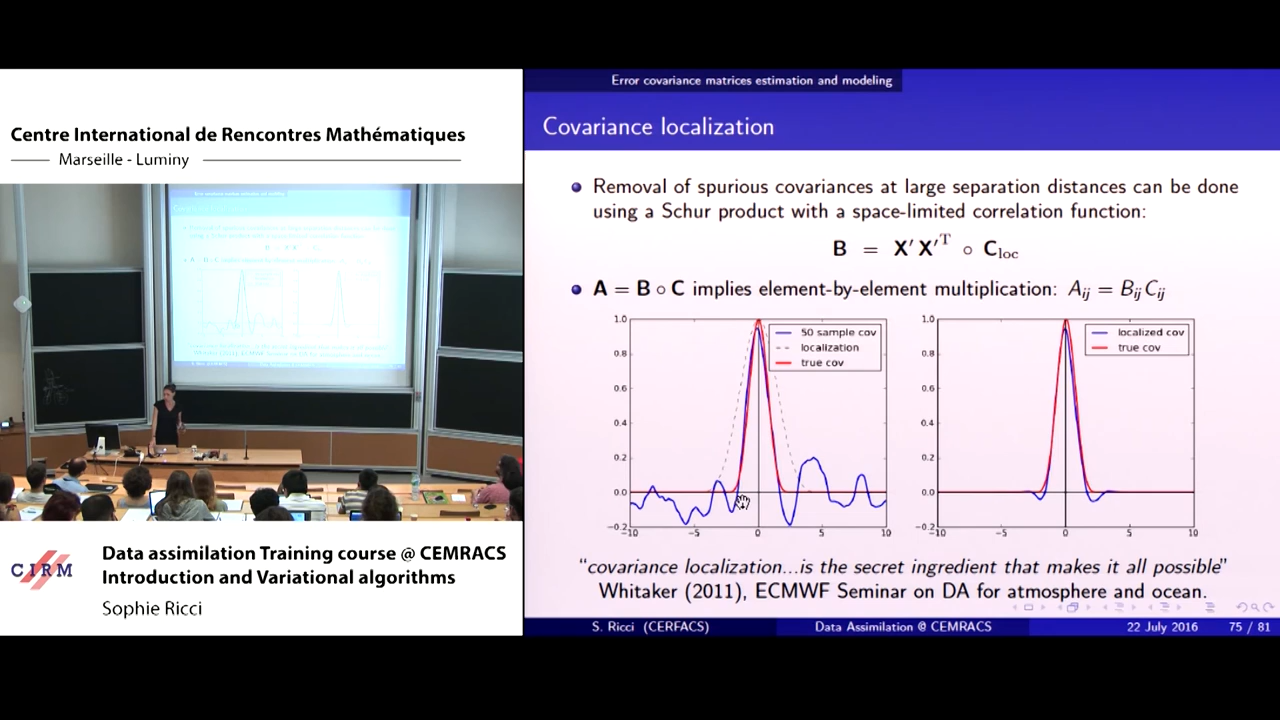 Centre International de Rencontres Mathématiques
Marseille - Luminy
CIRM
Data assimilation Training course @ CEMRACS
Introduction and Variational algorithms
Sophie Ricci
Error covariance matrices estimation and modeling
Covariance localization
Removal of spurious covariances at large separation distances can be done
using a Schur product with a space-limited correlation function:
B = X′ X′ᵀ ∘ C_loc
A = B ∘ C implies element-by-element multiplication: A_ij = B_ij C_ij
1.0
0.8
0.6
0.4
0.2
0.0
−0.2
−10 −5 0 5 10
50 sample cov
localization
true cov
1.0
0.8
0.6
0.4
0.2
0.0
−0.2
−10 −5 0 5 10
localized cov
true cov
“covariance localization...is the secret ingredient that makes it all possible”
Whitaker (2011), ECMWF Seminar on DA for atmosphere and ocean.
S. Ricci (CERFACS) Data Assimilation @ CEMRACS 22 July 2016 75 / 81